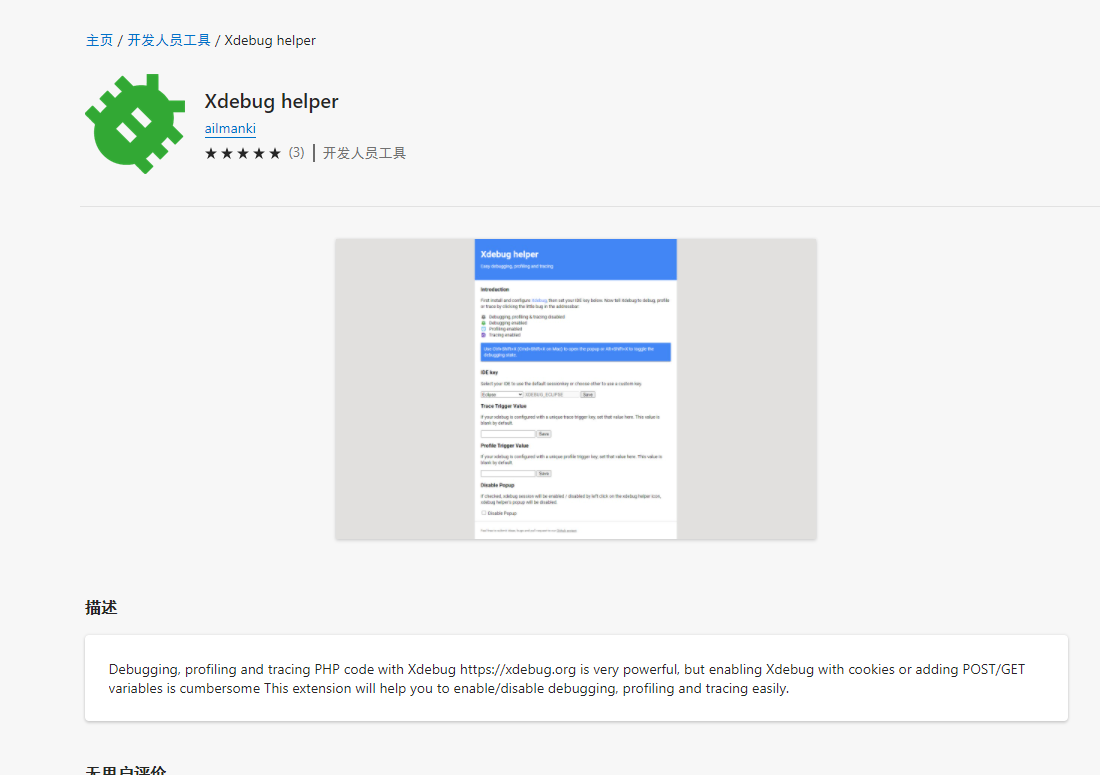 主页 / 开发人员工具 / Xdebug helper
Xdebug helper
ailmanki
★★★★★ (3) | 开发人员工具
Xdebug helper
Easy debugging, profiling and tracing
Introduction
First install and configure Xdebug, then set your IDE key below. Now tell Xdebug to debug, profile
or trace by clicking the little bug in the addressbar
Debugging, profiling & tracing disabled
Debugging enabled
Profiling enabled
Tracing enabled
Use Ctrl+Shift+X (Cmd+Shift+X on Mac) to open the popup or Alt+Shift+X to toggle the
debugging state.
IDE key
Select your IDE to use the default sessionkey or choose other to use a custom key.
Eclipse XDEBUG_ECLIPSE Save
Trace Trigger Value
If your xdebug is configured with a unique trace trigger key, set that value here. This value is
blank by default.
Save
Profile Trigger Value
If your xdebug is configured with a unique profile trigger key, set that value here. This value is
blank by default.
Save
Disable Popup
If checked, xdebug session will be enabled / disabled by left click on the xdebug helper icon,
xdebug helper's popup will be disabled
Disable Popup
描述
Debugging, profiling and tracing PHP code with Xdebug https://xdebug.org is very powerful, but enabling Xdebug with cookies or adding POST/GET
variables is cumbersome This extension will help you to enable/disable debugging, profiling and tracing easily.
无用户评价